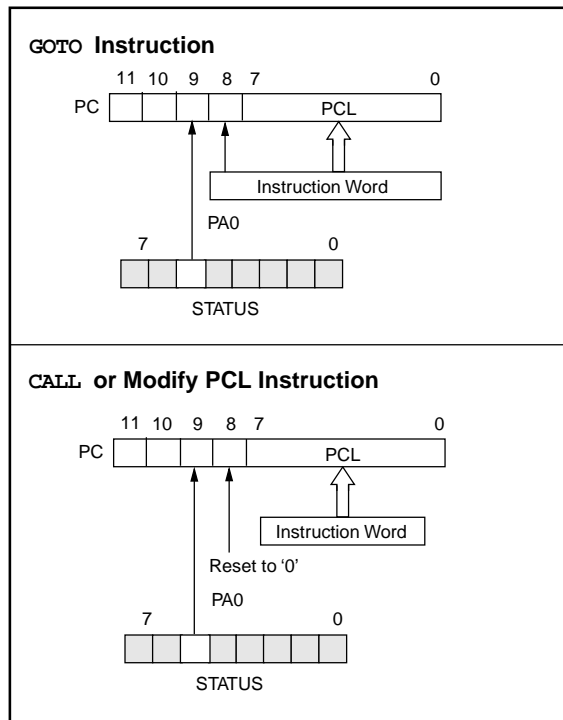 GOTO Instruction
11 10 9 8 7 0
PC PCL
Instruction Word
PA0
7 0
STATUS
CALL or Modify PCL Instruction
11 10 9 8 7 0
PC PCL
Instruction Word
Reset to ‘0’
PA0
7 0
STATUS